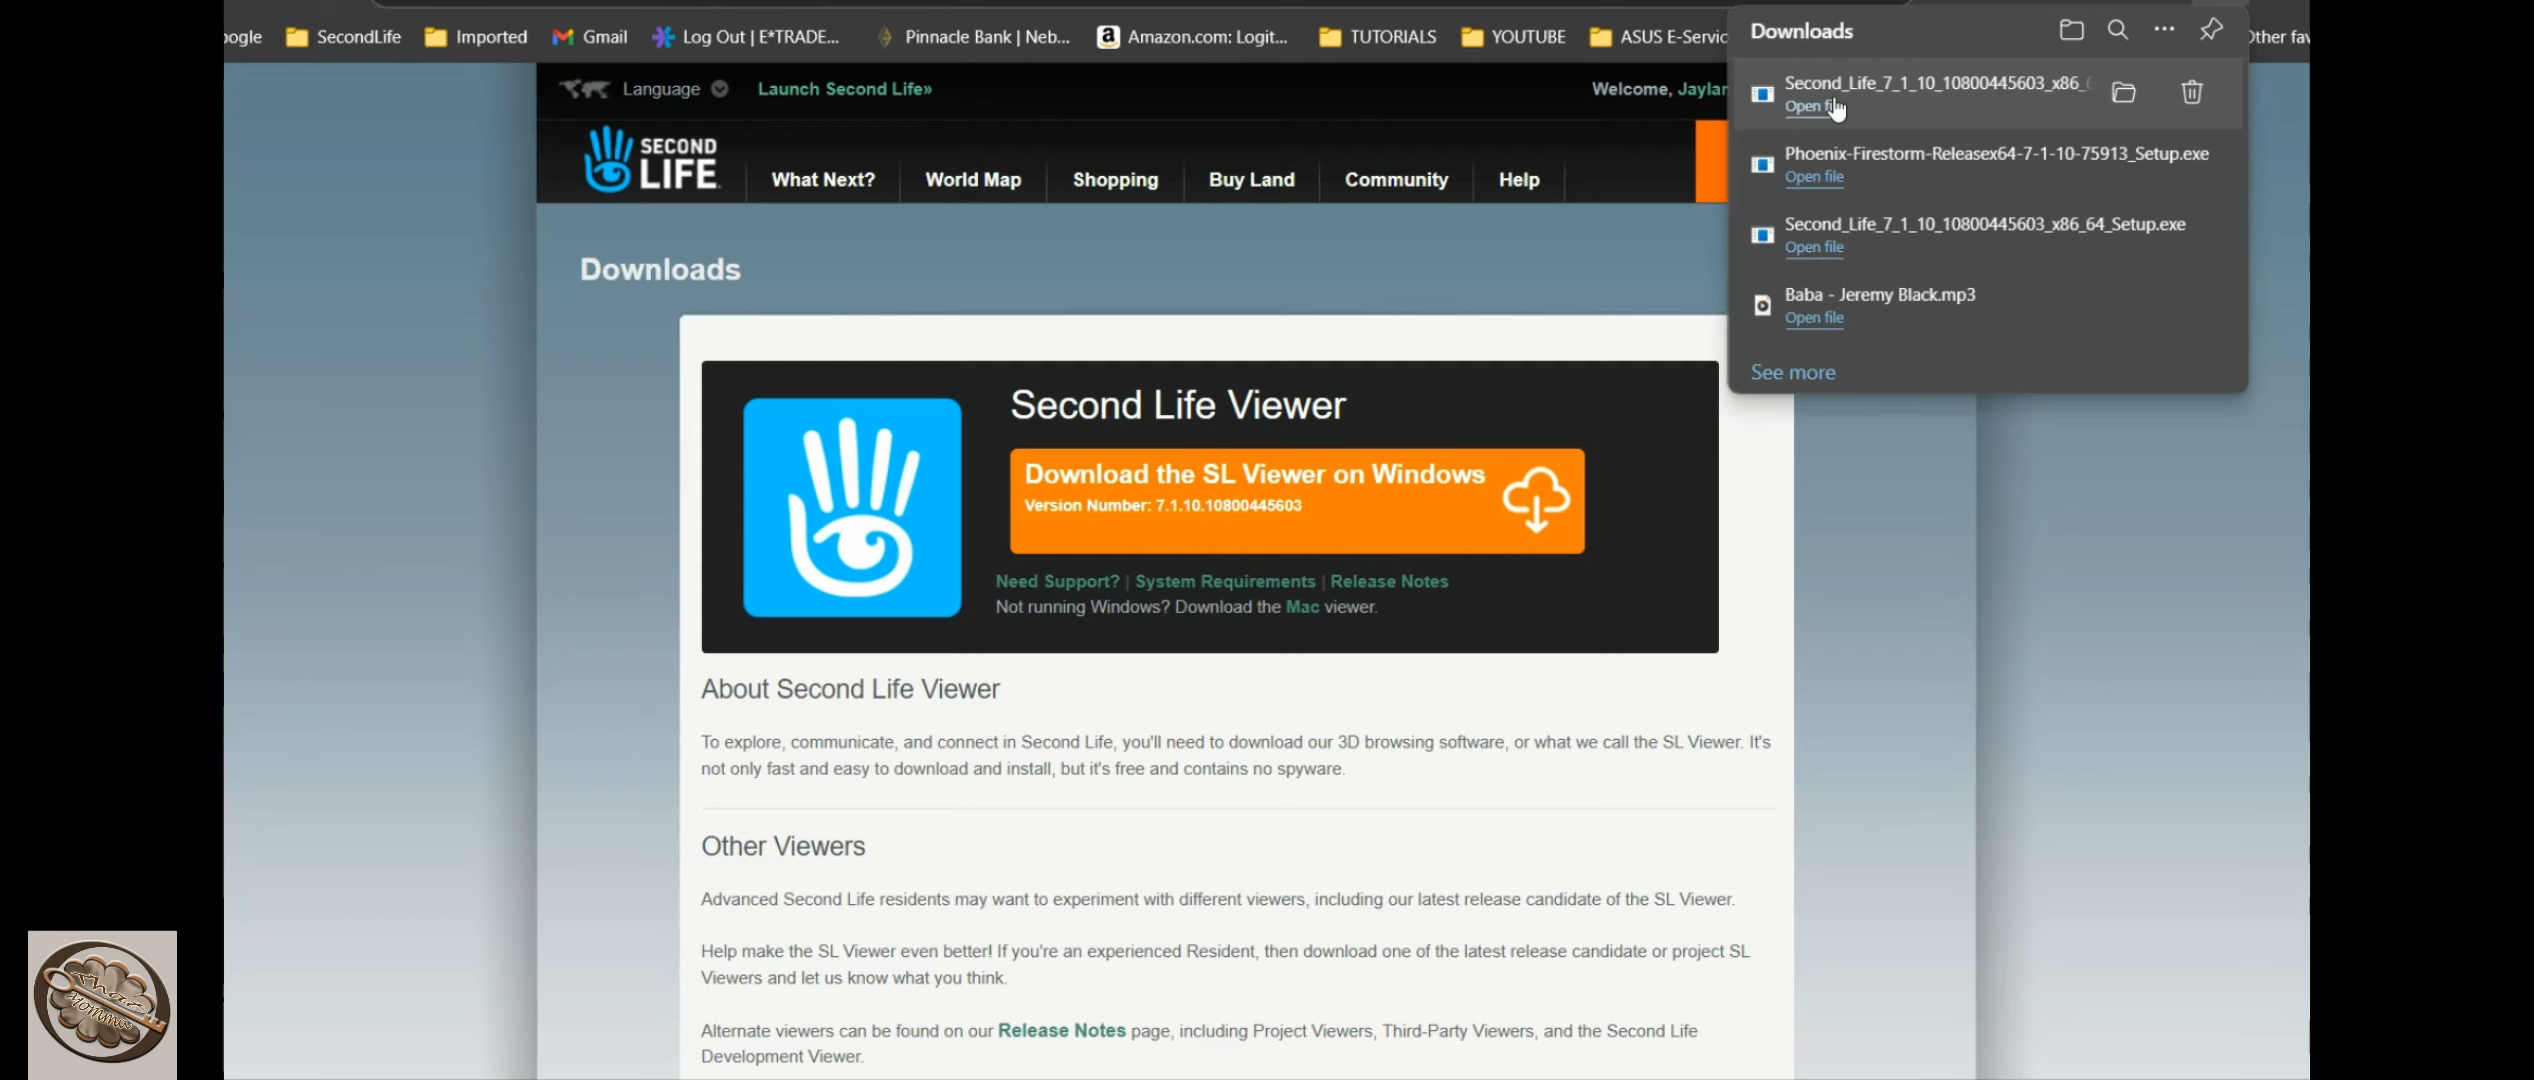 oogle SecondLife Imported Gmail Log Out | E*TRADE... Pinnacle Bank | Neb... Amazon.com: Logit... TUTORIALS YOUTUBE ASUS E-Servic Other fav
Language Launch Second Life» Welcome, Jaylar
SECOND
LIFE
What Next? World Map Shopping Buy Land Community Help
Downloads
Second_Life_7_1_10_10800445603_x86_6
Open file
Phoenix-Firestorm-Releasex64-7-1-10-75913_Setup.exe
Open file
Second_Life_7_1_10_10800445603_x86_64_Setup.exe
Open file
Baba - Jeremy Black.mp3
Open file
See more
Downloads
Second Life Viewer
Download the SL Viewer on Windows
Version Number: 7.1.10.10800445603
Need Support? | System Requirements | Release Notes
Not running Windows? Download the Mac viewer.
About Second Life Viewer
To explore, communicate, and connect in Second Life, you'll need to download our 3D browsing software, or what we call the SL Viewer. It's
not only fast and easy to download and install, but it's free and contains no spyware.
Other Viewers
Advanced Second Life residents may want to experiment with different viewers, including our latest release candidate of the SL Viewer.
Help make the SL Viewer even better! If you're an experienced Resident, then download one of the latest release candidate or project SL
Viewers and let us know what you think.
Alternate viewers can be found on our Release Notes page, including Project Viewers, Third-Party Viewers, and the Second Life
Development Viewer.
That
Momma